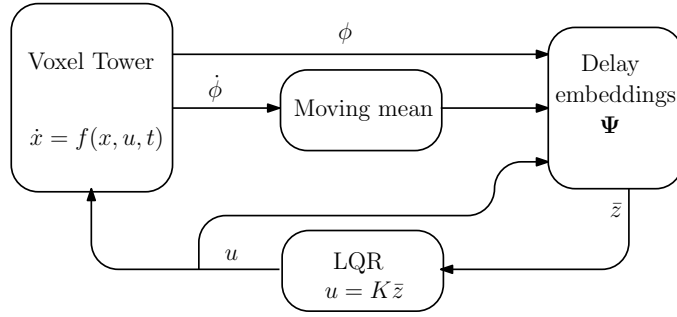 Voxel Tower
ẋ = f(x, u, t)
ϕ
ϕ̇
Moving mean
Delay
embeddings
Ψ
z̄
u
LQR
u = Kz̄